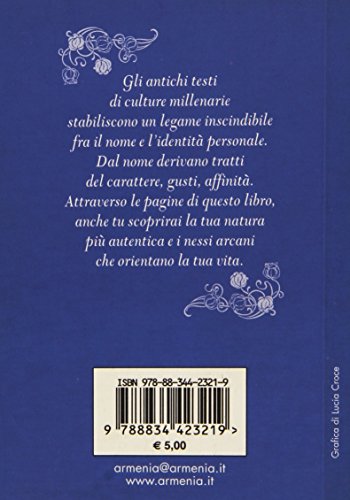 Gli antichi testi
di culture millenarie
stabiliscono un legame inscindibile
fra il nome e l'identità personale.
Dal nome derivano tratti
del carattere, gusti, affinità.
Attraverso le pagine di questo libro,
anche tu scoprirai la tua natura
più autentica e i nessi arcani
che orientano la tua vita.
ISBN 978-88-344-2321-9
9 788834 423219>
€ 5,00
armenia@armenia.it
www.armenia.it
Grafica di Lucia Croce